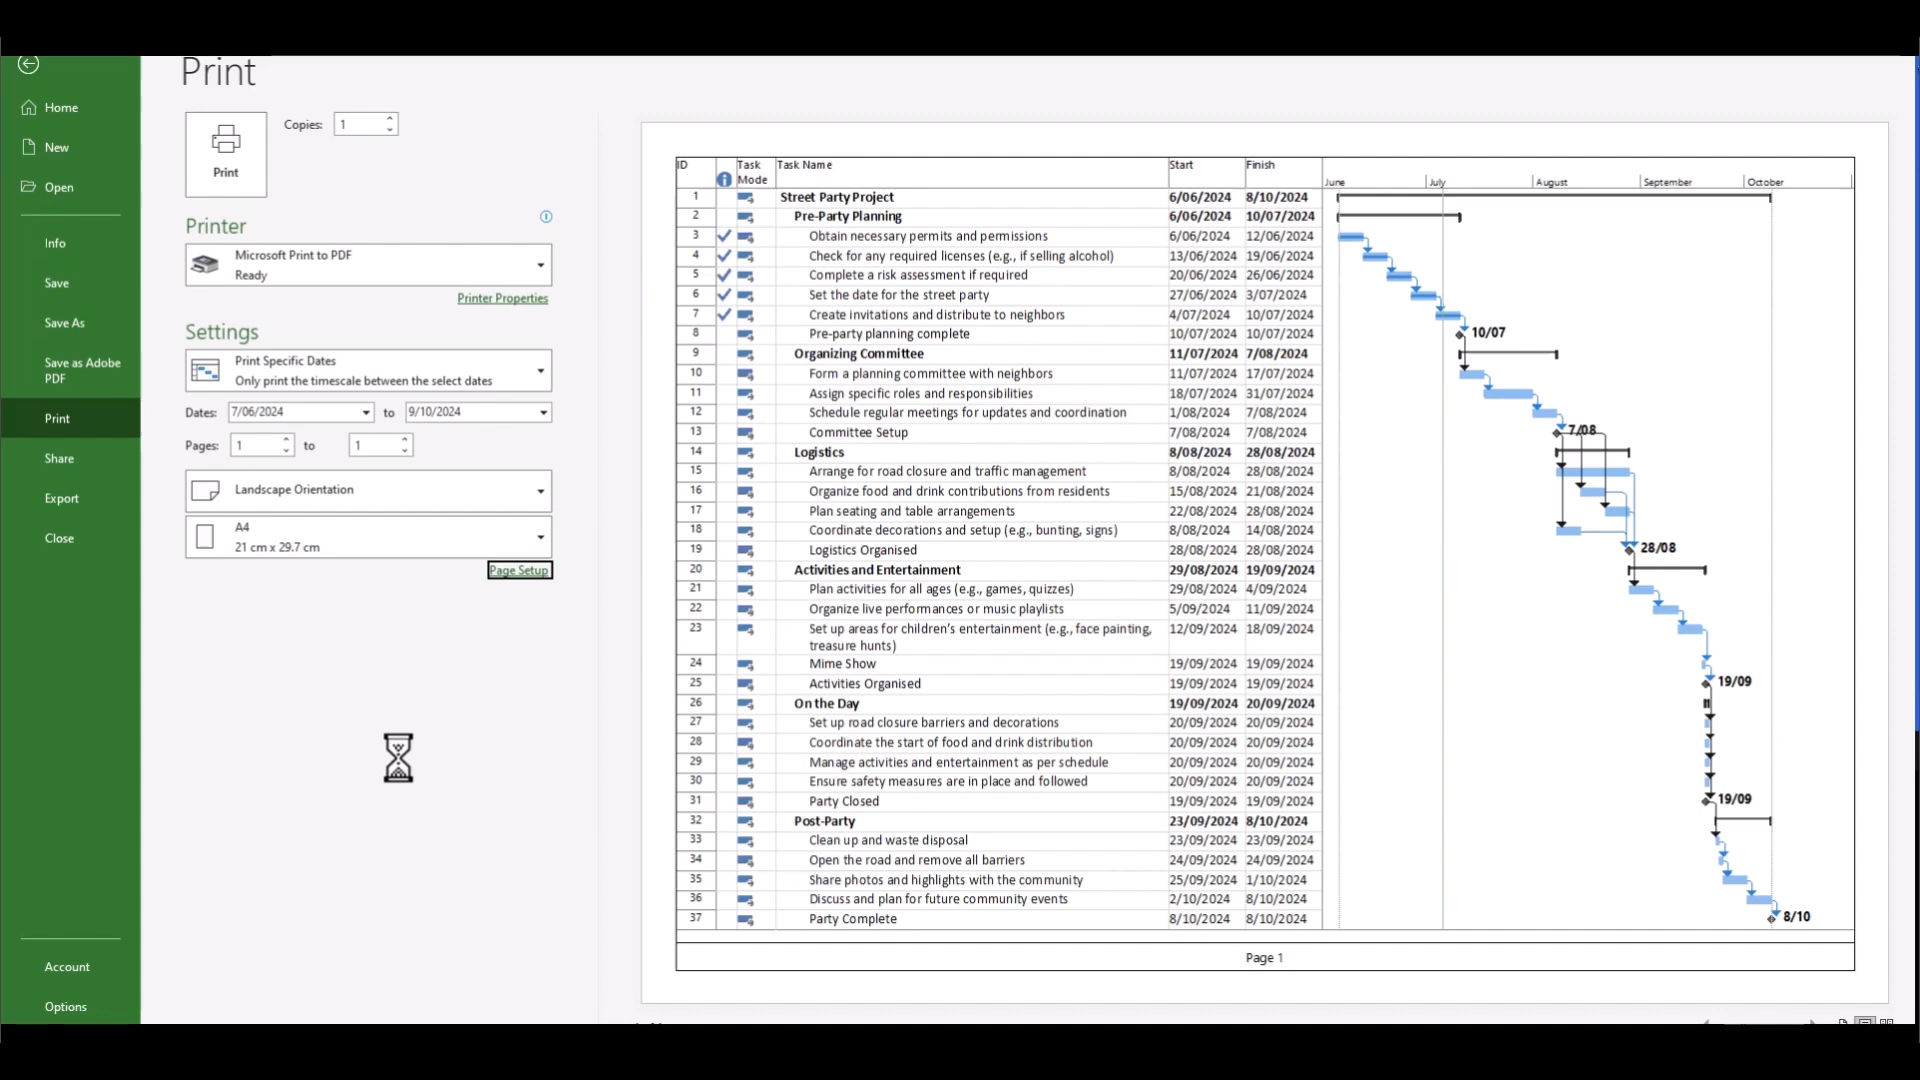 Print
Home
New
Open
Info
Save
Save As
Save as Adobe
PDF
Print
Share
Export
Close
Account
Options
Print
Copies: 1
Printer
Microsoft Print to PDF
Ready
Printer Properties
Settings
Print Specific Dates
Only print the timescale between the select dates
Dates: 7/06/2024 to 9/10/2024
Pages: 1 to 1
Landscape Orientation
A4
21 cm x 29.7 cm
Page Setup
ID Task Mode Task Name Start Finish June July August September October
1 Street Party Project 6/06/2024 8/10/2024
2 Pre-Party Planning 6/06/2024 10/07/2024
3 Obtain necessary permits and permissions 6/06/2024 12/06/2024
4 Check for any required licenses (e.g., if selling alcohol) 13/06/2024 19/06/2024
5 Complete a risk assessment if required 20/06/2024 26/06/2024
6 Set the date for the street party 27/06/2024 3/07/2024
7 Create invitations and distribute to neighbors 4/07/2024 10/07/2024
8 Pre-party planning complete 10/07/2024 10/07/2024 10/07
9 Organizing Committee 11/07/2024 7/08/2024
10 Form a planning committee with neighbors 11/07/2024 17/07/2024
11 Assign specific roles and responsibilities 18/07/2024 31/07/2024
12 Schedule regular meetings for updates and coordination 1/08/2024 7/08/2024
13 Committee Setup 7/08/2024 7/08/2024 7/08
14 Logistics 8/08/2024 28/08/2024
15 Arrange for road closure and traffic management 8/08/2024 28/08/2024
16 Organize food and drink contributions from residents 15/08/2024 21/08/2024
17 Plan seating and table arrangements 22/08/2024 28/08/2024
18 Coordinate decorations and setup (e.g., bunting, signs) 8/08/2024 14/08/2024
19 Logistics Organised 28/08/2024 28/08/2024 28/08
20 Activities and Entertainment 29/08/2024 19/09/2024
21 Plan activities for all ages (e.g., games, quizzes) 29/08/2024 4/09/2024
22 Organize live performances or music playlists 5/09/2024 11/09/2024
23 Set up areas for children's entertainment (e.g., face painting, 12/09/2024 18/09/2024
treasure hunts)
24 Mime Show 19/09/2024 19/09/2024
25 Activities Organised 19/09/2024 19/09/2024 19/09
26 On the Day 19/09/2024 20/09/2024
27 Set up road closure barriers and decorations 20/09/2024 20/09/2024
28 Coordinate the start of food and drink distribution 20/09/2024 20/09/2024
29 Manage activities and entertainment as per schedule 20/09/2024 20/09/2024
30 Ensure safety measures are in place and followed 20/09/2024 20/09/2024
31 Party Closed 19/09/2024 19/09/2024 19/09
32 Post-Party 23/09/2024 8/10/2024
33 Clean up and waste disposal 23/09/2024 23/09/2024
34 Open the road and remove all barriers 24/09/2024 24/09/2024
35 Share photos and highlights with the community 25/09/2024 1/10/2024
36 Discuss and plan for future community events 2/10/2024 8/10/2024
37 Party Complete 8/10/2024 8/10/2024 8/10
Page 1